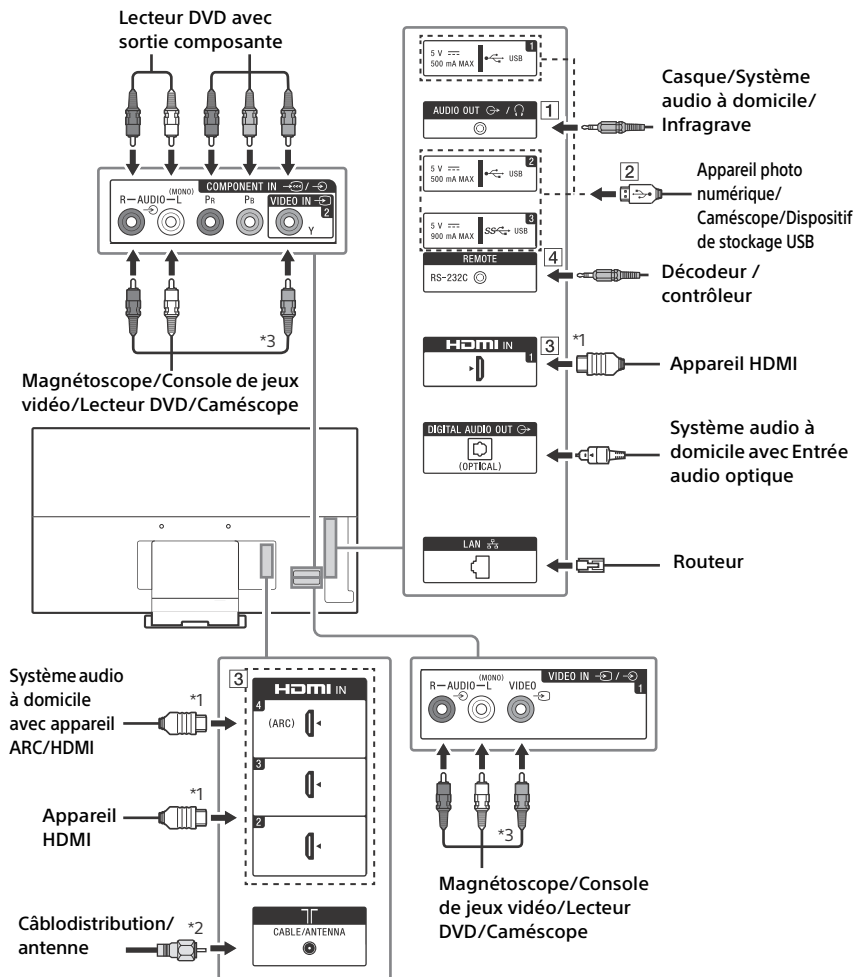 Lecteur DVD avec
sortie composante
R-AUDIO-L
(MONO)
COMPONENT IN
/
PR
PB
VIDEO IN
2
Y
*3
Magnétoscope/Console de jeux
vidéo/Lecteur DVD/Caméscope
5 V
500 mA MAX
USB
1
AUDIO OUT
/
1
Casque/Système
audio à domicile/
Infragrave
5 V
500 mA MAX
USB
2
2
Appareil photo
numérique/
Caméscope/Dispositif
de stockage USB
5 V
900 mA MAX
SS
USB
3
REMOTE
RS-232C
4
Décodeur /
contrôleur
HDMI IN
1
3
*1
Appareil HDMI
DIGITAL AUDIO OUT
(OPTICAL)
Système audio à
domicile avec Entrée
audio optique
LAN
Routeur
Système audio
à domicile
avec appareil
ARC/HDMI
*1
3
HDMI IN
4
(ARC)
3
*1
Appareil
HDMI
2
Câblodistribution/
antenne
*2
CABLE/ANTENNA
R-AUDIO-L
(MONO)
VIDEO
VIDEO IN
/
1
*3
Magnétoscope/Console
de jeux vidéo/Lecteur
DVD/Caméscope